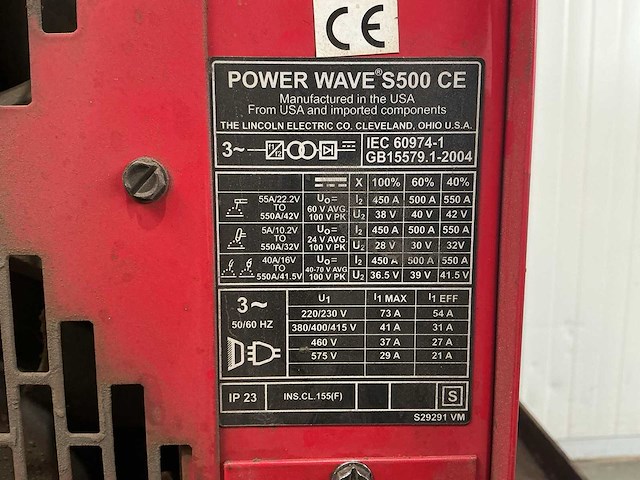 CE
POWER WAVE® S500 CE
Manufactured in the USA
From USA and imported components
THE LINCOLN ELECTRIC CO. CLEVELAND, OHIO U.S.A.
3~ IEC 60974-1
GB15579.1-2004
X 100% 60% 40%
55A/22.2V TO 550A/42V U₀= 60 V AVG. 100 V PK I₂ 450 A 500 A 550 A
U₂ 38 V 40 V 42 V
5A/10.2V TO 550A/32V U₀= 24 V AVG. 100 V PK I₂ 450 A 500 A 550 A
U₂ 28 V 30 V 32V
40A/16V TO 550A/41.5V U₀= 40-70 V AVG 100 V PK I₂ 450 A 500 A 550 A
U₂ 36.5 V 39 V 41.5 V
3~ 50/60 HZ U₁ I₁ MAX I₁ EFF
220/230 V 73 A 54 A
380/400/415 V 41 A 31 A
460 V 37 A 27 A
575 V 29 A 21 A
IP 23 INS.CL.155(F) S
S29291 VM